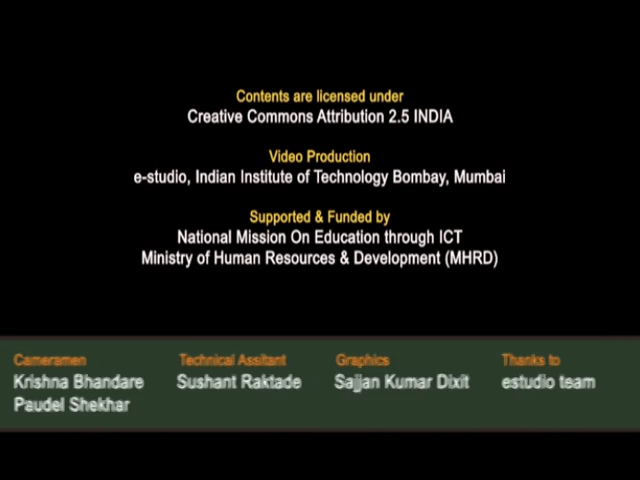 Contents are licensed under
Creative Commons Attribution 2.5 INDIA
Video Production
e-studio, Indian Institute of Technology Bombay, Mumbai
Supported & Funded by
National Mission On Education through ICT
Ministry of Human Resources & Development (MHRD)
Cameramen
Krishna Bhandare
Paudel Shekhar
Technical Assitant
Sushant Raktade
Graphics
Sajjan Kumar Dixit
Thanks to
estudio team